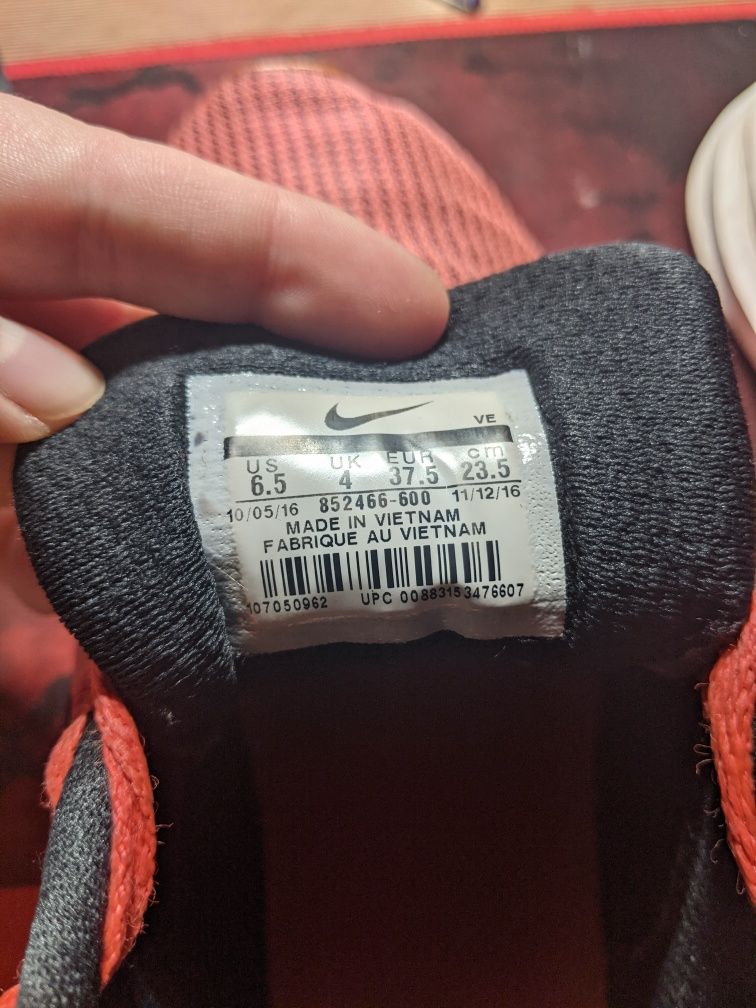 VE
US UK EUR cm
6.5 4 37.5 23.5
10/05/16 852466-600 11/12/16
MADE IN VIETNAM
FABRIQUE AU VIETNAM
107050962 UPC 00883153476607